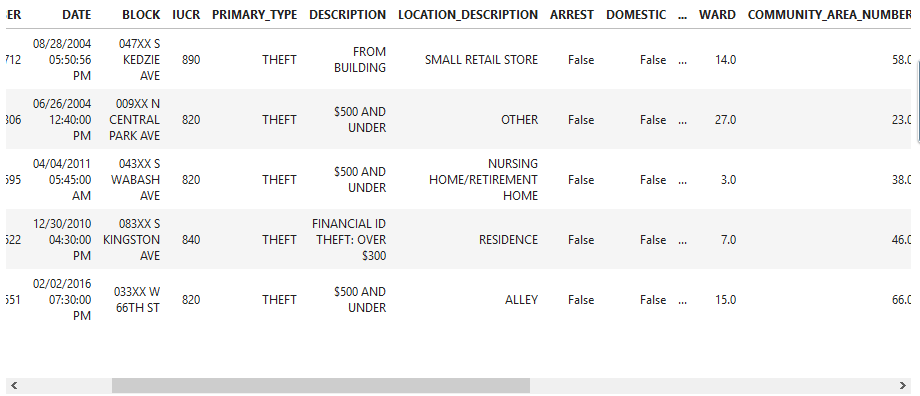 ER DATE BLOCK IUCR PRIMARY_TYPE DESCRIPTION LOCATION_DESCRIPTION ARREST DOMESTIC ... WARD COMMUNITY_AREA_NUMBER
08/28/2004 047XX S
FROM
712 05:50:56 KEDZIE 890 THEFT SMALL RETAIL STORE False False ... 14.0 58.0
BUILDING
PM AVE
06/26/2004 009XX N
$500 AND
306 12:40:00 CENTRAL 820 THEFT OTHER False False ... 27.0 23.0
UNDER
PM PARK AVE
04/04/2011 043XX S NURSING
$500 AND
595 05:45:00 WABASH 820 THEFT HOME/RETIREMENT False False ... 3.0 38.0
UNDER
AM AVE HOME
12/30/2010 083XX S FINANCIAL ID
522 04:30:00 KINGSTON 840 THEFT THEFT: OVER RESIDENCE False False ... 7.0 46.0
PM AVE $300
02/02/2016
033XX W $500 AND
551 07:30:00 820 THEFT ALLEY False False ... 15.0 66.0
66TH ST UNDER
PM